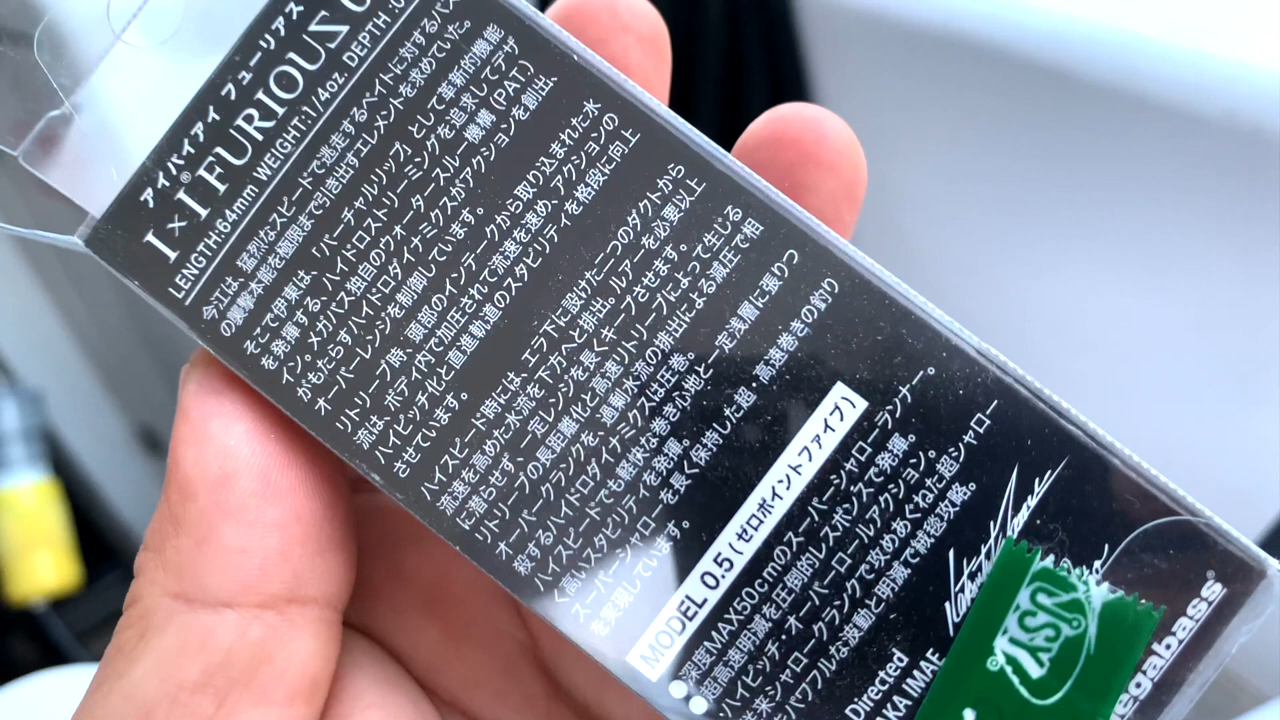 アイバイアイ フューリアス
I×I® FURIOUS
LENGTH:64mm WEIGHT:1/4oz. DEPTH
今江は、猛烈なスピードで逃走するベイトに対するバス
の襲撃本能を極限まで引き出すエレメントを求めていた。
そこで伊東は、「バーチャルリップ」として革新的機能
を発揮する、ハイドロストリーミングを追求してデザ
イン。メガバス独自のウォータースルー機構(PAT)
がもたらすハイドロダイナミクスがアクションを創出、
オーバーレンジを制御しています。
リトリーブ時、頭部のインテークから取り込まれた水
流は、ボディ内で加圧されて流速を速め、アクションの
ハイピッチ化と直進軌道のスタビリティを格段に向上
させています。
ハイスピード時には、エラ下に設けた二つのダクトから
流速を高めた水流を下方へと排出。ルアーを必要以上
に潜らせず、一定レンジを長くキープさせます。
リトリーブの長距離化と高速リトリーブによって生じる
オーバークランクを、過剰水流の排出による減圧で相
殺するハイドロダイナミクスは圧巻。
ハイスピードでも軽快な巻き心地と一定浅層に張りつ
く高いスタビリティを発揮。
スーパーシャロー を長く保持した超・高速巻きの釣り
を実現しています。
MODEL 0.5(ゼロポイントファイブ)
●深度MAX50cmのスーパーシャローランナー。
●超高速明滅を圧倒的レスポンスで発揮。
ハイピッチ・オーバーロールアクション。
従来シャロークランクで攻めあぐねた超シャロー
をパワフルな波動と明滅で絨毯攻略。
Directed
AKA IMAE
JSY
egabass®